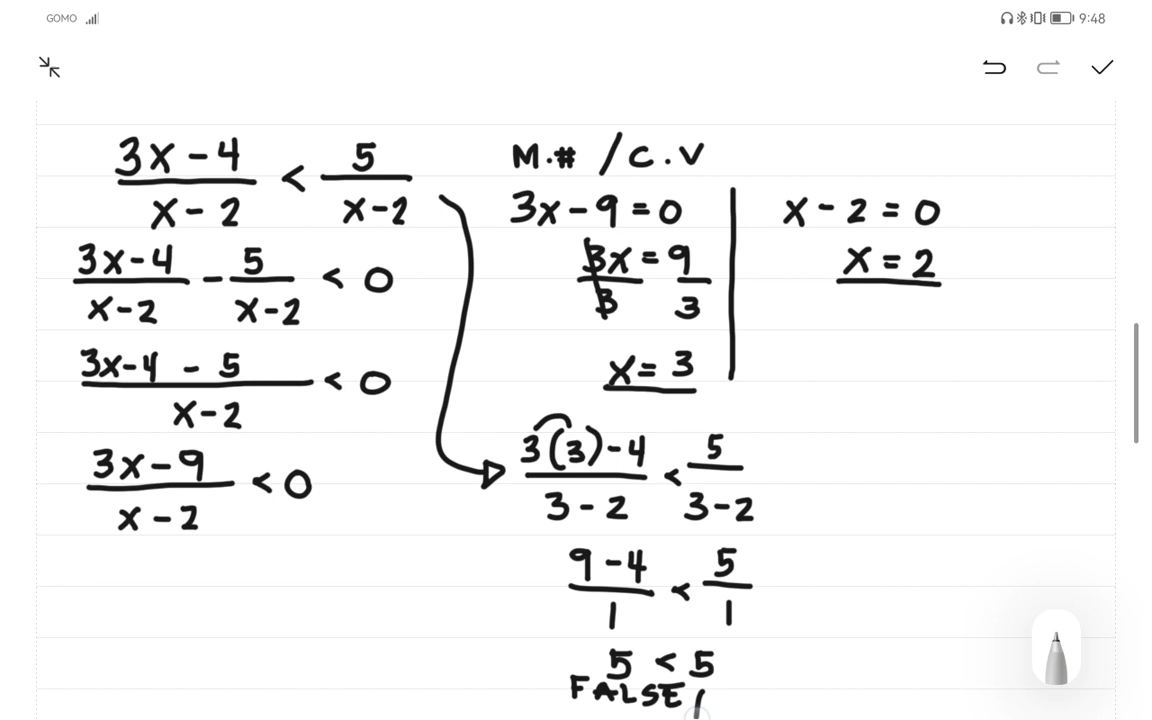 GOMO 9:48
3x-4/x-2 < 5/x-2
3x-4/x-2 - 5/x-2 < 0
3x-4 - 5/x-2 < 0
3x-9/x-2 < 0
M.# / C.V
3x-9=0
3x/3 = 9/3
x=3
x-2=0
x=2
3(3)-4/3-2 < 5/3-2
9-4/1 < 5/1
5 < 5
FALSE